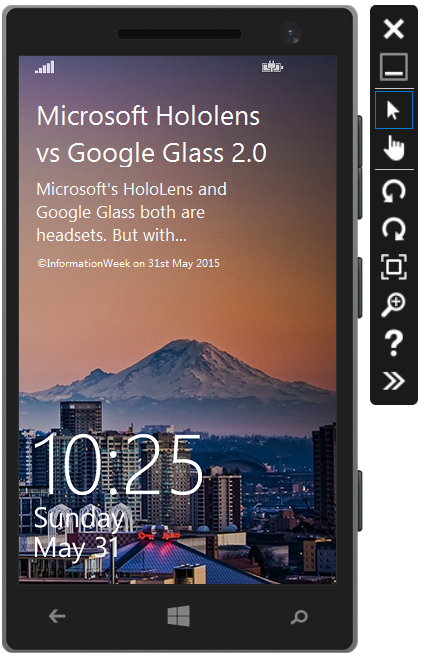 Microsoft Hololens
vs Google Glass 2.0
Microsoft's HoloLens and
Google Glass both are
headsets. But with...
©InformationWeek on 31st May 2015
10:25
Sunday
May 31
?